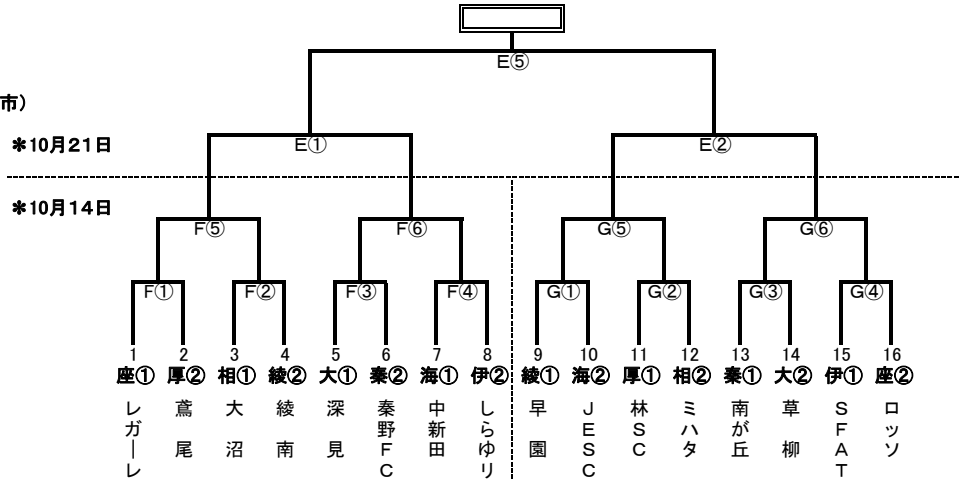 E⑤
市）
＊10月21日
E① E②
＊10月14日
F⑤ F⑥ G⑤ G⑥
F① F② F③ F④ G① G② G③ G④
1 2 3 4 5 6 7 8 9 10 11 12 13 14 15 16
座① 厚② 相① 綾② 大① 秦② 海① 伊② 綾① 海② 厚① 相② 秦① 大② 伊① 座②
レガーレ
鳶尾
大沼
綾南
深見
秦野FC
中新田
しらゆり
早園
JESC
林SC
ミハタ
南が丘
草柳
SFAT
ロッソ